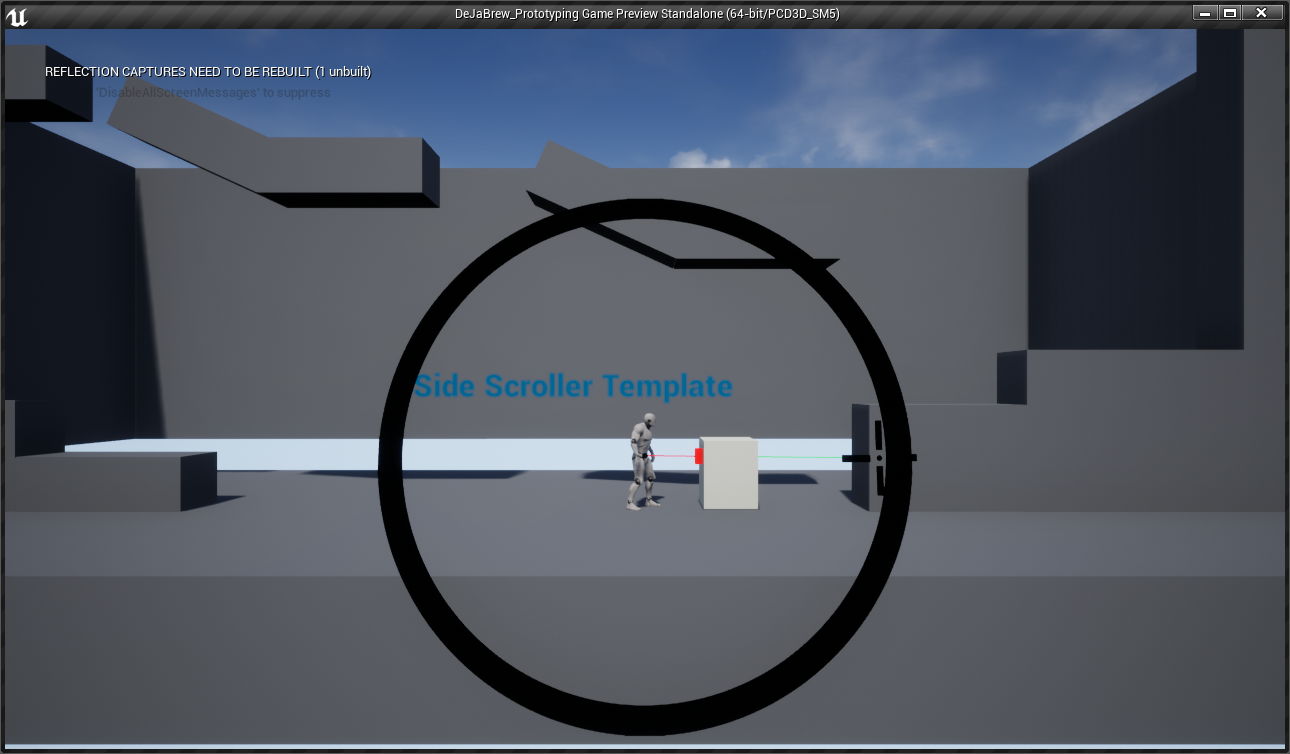 DeJaBrew_Prototyping Game Preview Standalone (64-bit/PCD3D_SM5)
REFLECTION CAPTURES NEED TO BE REBUILT (1 unbuilt)
'DisableAllScreenMessages' to suppress
Side Scroller Template